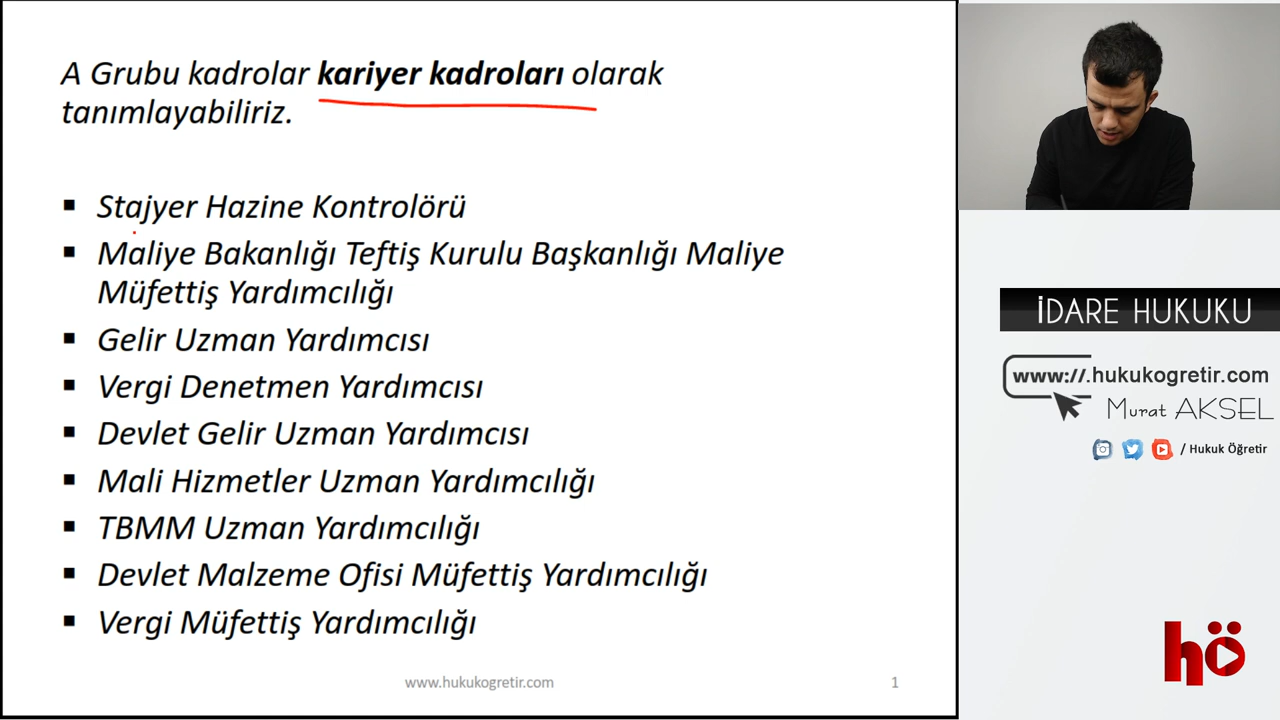 A Grubu kadrolar kariyer kadroları olarak
tanımlayabiliriz.
▪ Stajyer Hazine Kontrolörü
▪ Maliye Bakanlığı Teftiş Kurulu Başkanlığı Maliye
Müfettiş Yardımcılığı
▪ Gelir Uzman Yardımcısı
▪ Vergi Denetmen Yardımcısı
▪ Devlet Gelir Uzman Yardımcısı
▪ Mali Hizmetler Uzman Yardımcılığı
▪ TBMM Uzman Yardımcılığı
▪ Devlet Malzeme Ofisi Müfettiş Yardımcılığı
▪ Vergi Müfettiş Yardımcılığı
www.hukukogretir.com 1
İDARE HUKUKU
www://.hukukogretir.com
Murat AKSEL
/ Hukuk Öğretir
hö